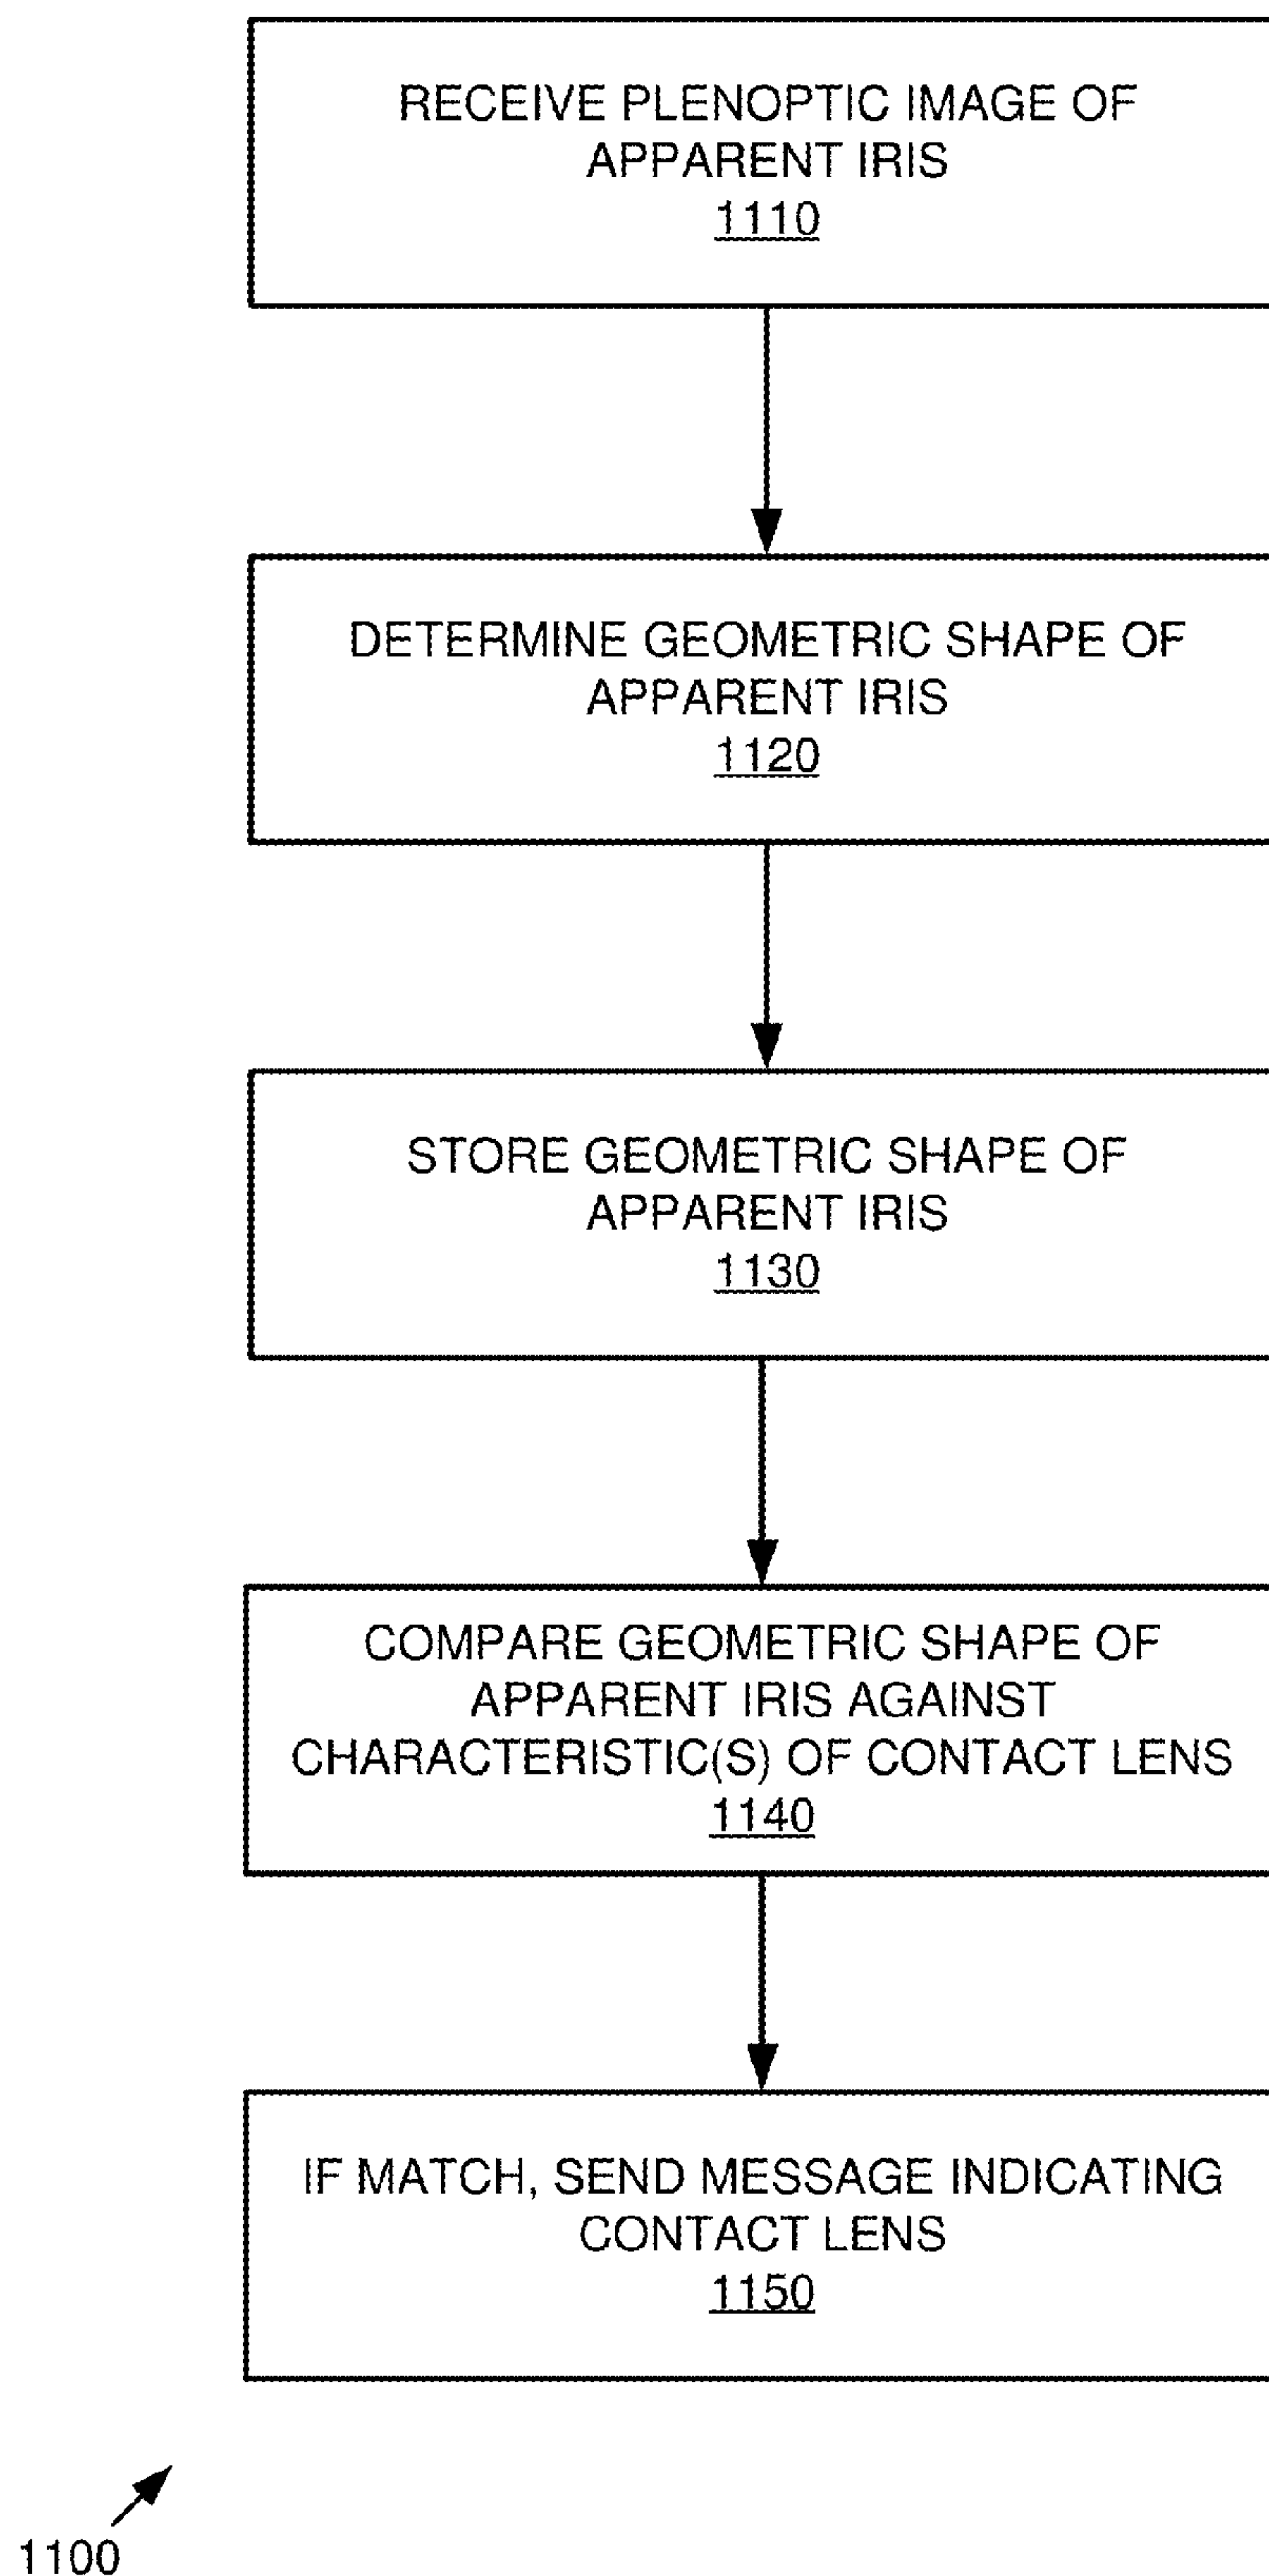 RECEIVE PLENOPTIC IMAGE OF
APPARENT IRIS
1110
DETERMINE GEOMETRIC SHAPE OF
APPARENT IRIS
1120
STORE GEOMETRIC SHAPE OF
APPARENT IRIS
1130
COMPARE GEOMETRIC SHAPE OF
APPARENT IRIS AGAINST
CHARACTERISTIC(S) OF CONTACT LENS
1140
IF MATCH, SEND MESSAGE INDICATING
CONTACT LENS
1150
1100